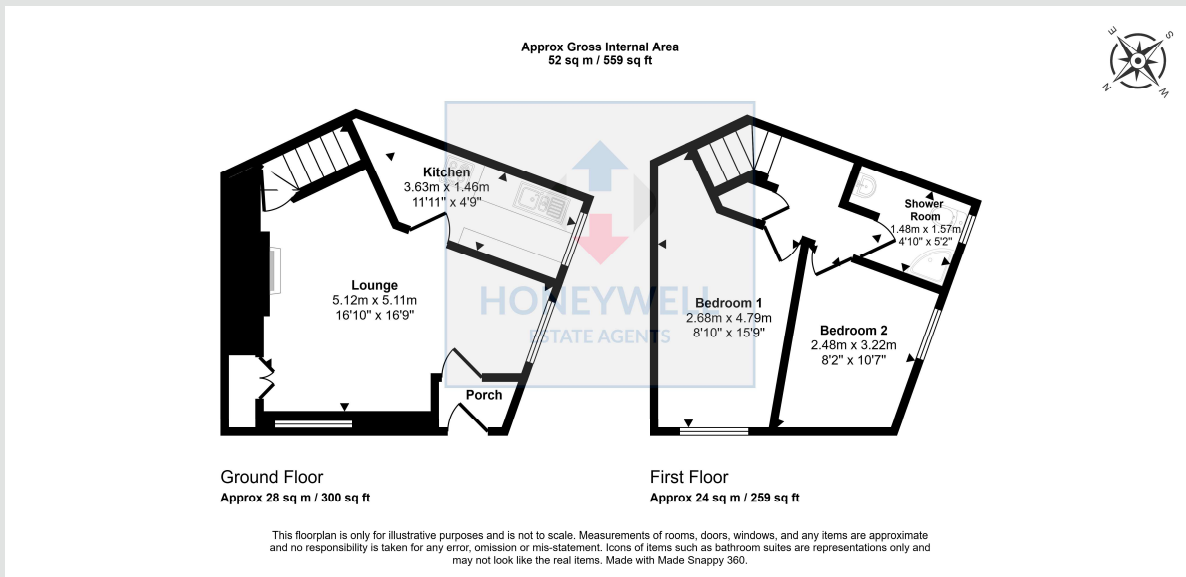 Approx Gross Internal Area
52 sq m / 559 sq ft
E
S
N
W
Kitchen
3.63m x 1.46m
11'11" x 4'9"
Lounge
5.12m x 5.11m
16'10" x 16'9"
Porch
HONEYWELL
ESTATE AGENTS
Shower
Room
1.48m x 1.57m
4'10" x 5'2"
Bedroom 1
2.68m x 4.79m
8'10" x 15'9"
Bedroom 2
2.48m x 3.22m
8'2" x 10'7"
Ground Floor
Approx 28 sq m / 300 sq ft
First Floor
Approx 24 sq m / 259 sq ft
This floorplan is only for illustrative purposes and is not to scale. Measurements of rooms, doors, windows, and any items are approximate
and no responsibility is taken for any error, omission or mis-statement. Icons of items such as bathroom suites are representations only and
may not look like the real items. Made with Made Snappy 360.